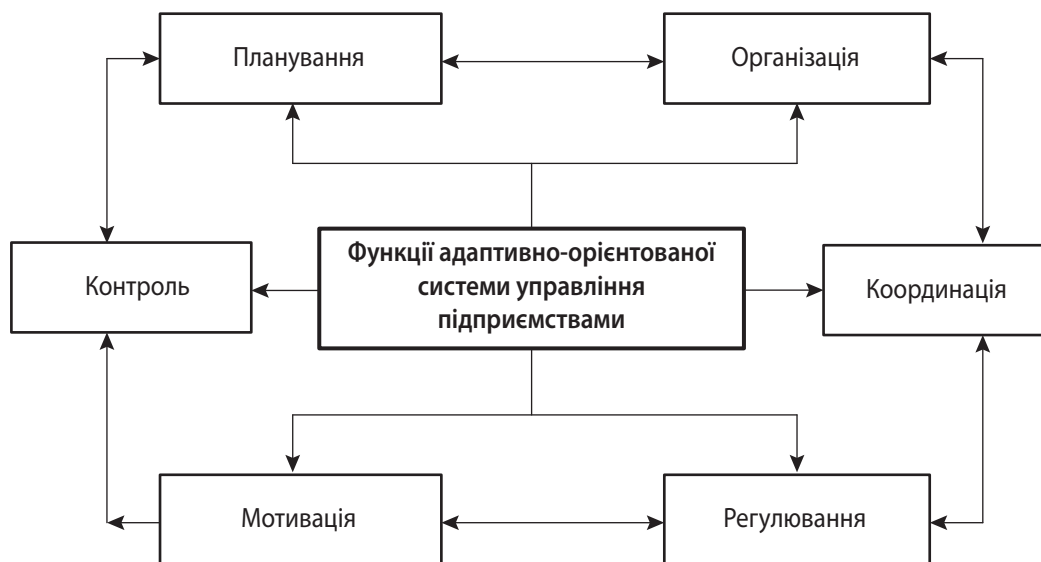 Планування
Організація
Функції адаптивно-орієнтованої
системи управління
підприємствами
Контроль
Координація
Мотивація
Регулювання